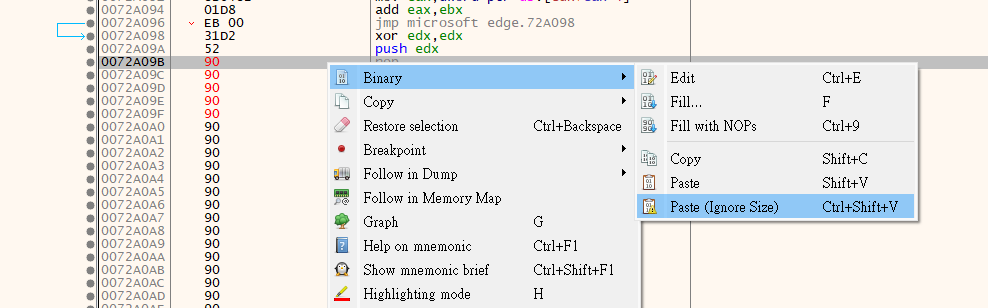 0072A094 01D8 add eax,ebx
0072A096 EB 00 jmp microsoft edge.72A098
0072A098 31D2 xor edx,edx
0072A09A 52 push edx
0072A09B 90
0072A09C 90
0072A09D 90
0072A09E 90
0072A09F 90
0072A0A0 90
0072A0A1 90
0072A0A2 90
0072A0A3 90
0072A0A4 90
0072A0A5 90
0072A0A6 90
0072A0A7 90
0072A0A8 90
0072A0A9 90
0072A0AA 90
0072A0AB 90
0072A0AC 90
0072A0AD 90
Binary
Copy
Restore selection Ctrl+Backspace
Breakpoint
Follow in Dump
Follow in Memory Map
Graph G
Help on mnemonic Ctrl+F1
Show mnemonic brief Ctrl+Shift+F1
Highlighting mode H
Edit Ctrl+E
Fill... F
Fill with NOPs Ctrl+9
Copy Shift+C
Paste Shift+V
Paste (Ignore Size) Ctrl+Shift+V